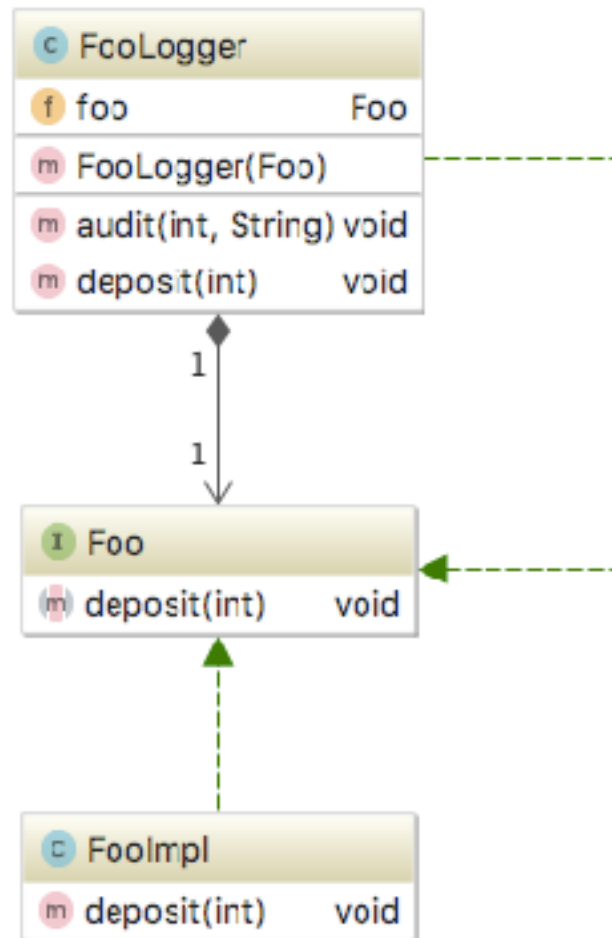 C FooLogger
f foo Foo
m FooLogger(Foo)
m audit(int, String) void
m deposit(int) void
1
1
I Foo
m deposit(int) void
C FooImpl
m deposit(int) void